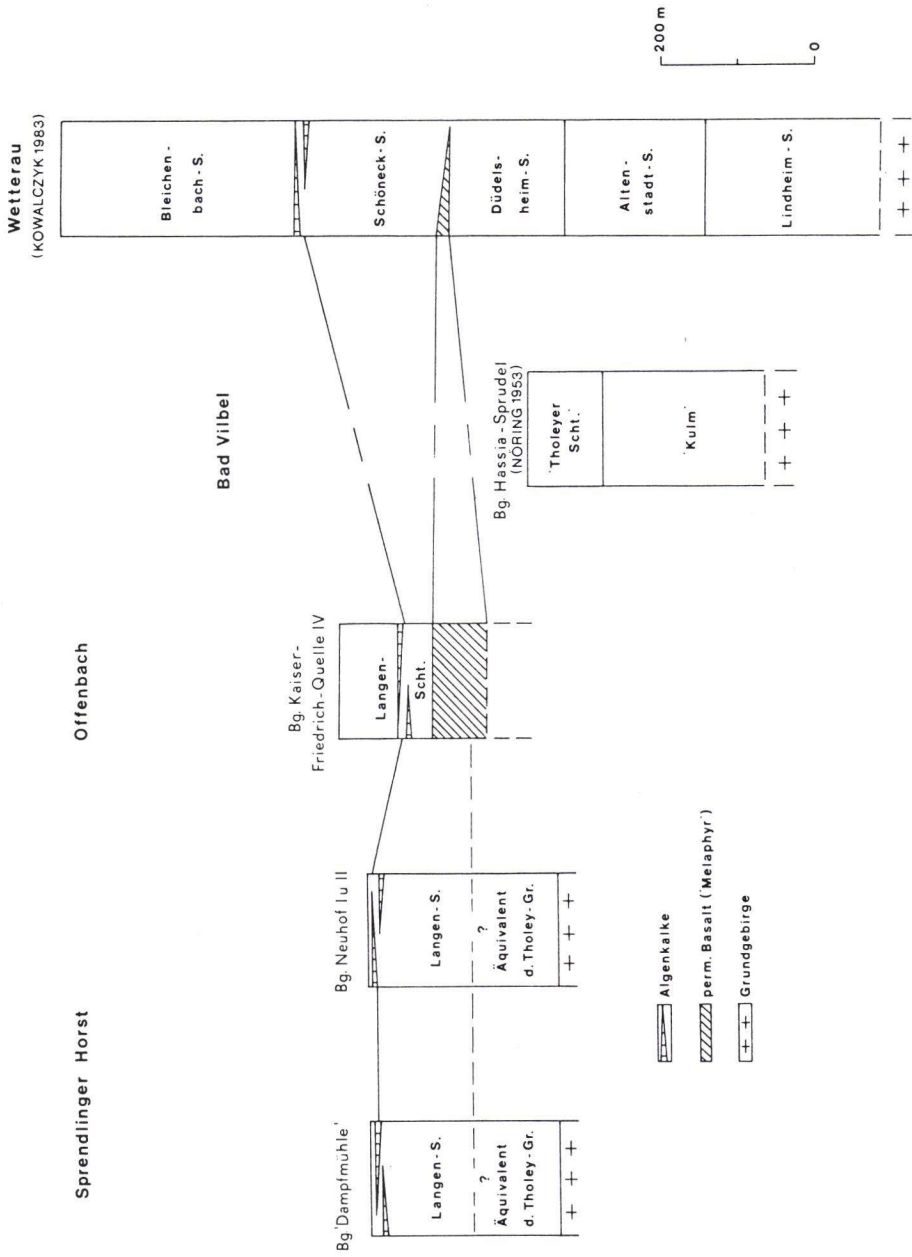 Sprendlinger Horst
Offenbach
Bad Vilbel
Wetterau
(KOWALCZYK 1983)
Bg. 'Dampfmühle'
Langen-S.
?
Äquivalent
d. Tholey-Gr.
Bg. Neuhof I u II
Langen-S.
?
Äquivalent
d. Tholey-Gr.
Bg. Kaiser-
Friedrich-Quelle IV
Langen-
Scht.
Bg. Hassia-Sprudel
(NÖRING 1953)
'Tholeyer
Scht.'
'Kulm'
Bleichen-
bach-S.
Schöneck-S.
Düdels-
heim-S.
Alten-
stadt-S.
Lindheim-S.
200 m
0
Algenkalke
perm. Basalt ('Melaphyr')
Grundgebirge